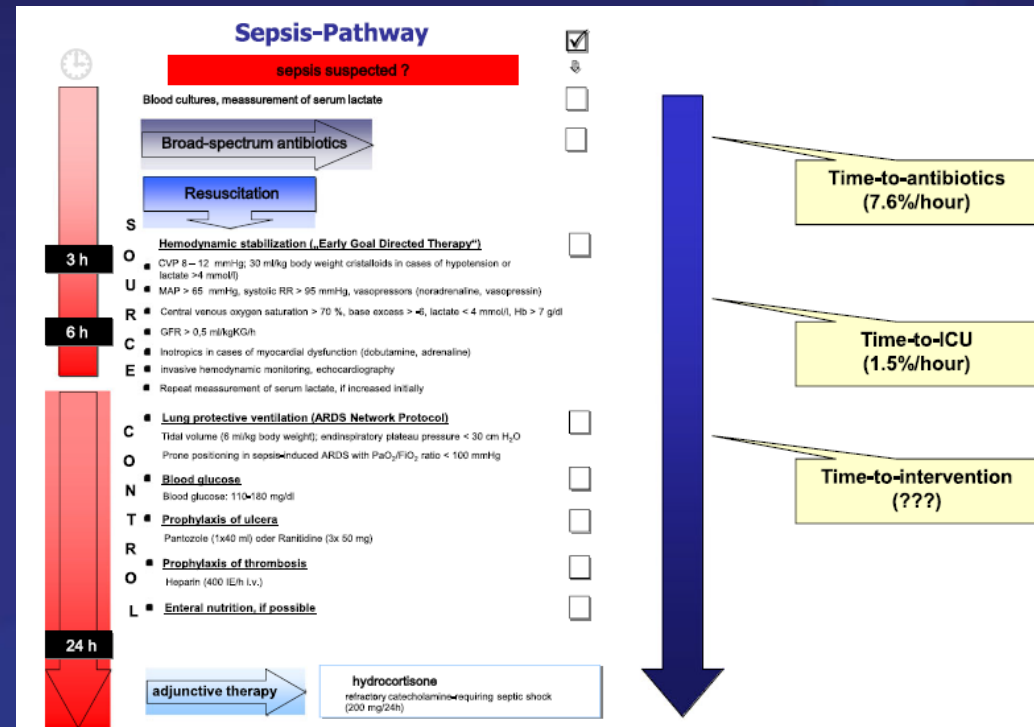 Sepsis-Pathway
sepsis suspected ?
Blood cultures, meassurement of serum lactate
Broad-spectrum antibiotics
Resuscitation
SOURCE CONTROL
3 h
6 h
24 h
Hemodynamic stabilization („Early Goal Directed Therapy“)
CVP 8 – 12 mmHg; 30 ml/kg body weight cristalloids in cases of hypotension or
lactate >4 mmol/l)
MAP > 65 mmHg, systolic RR > 95 mmHg, vasopressors (noradrenaline, vasopressin)
Central venous oxygen saturation > 70 %, base excess > -6, lactate < 4 mmol/l, Hb > 7 g/dl
GFR > 0,5 ml/kgKG/h
Inotropics in cases of myocardial dysfunction (dobutamine, adrenaline)
invasive hemodynamic monitoring, echocardiography
Repeat meassurement of serum lactate, if increased initially
Lung protective ventilation (ARDS Network Protocol)
Tidal volume (6 ml/kg body weight); endinspiratory plateau pressure < 30 cm H₂O
Prone positioning in sepsis-induced ARDS with PaO₂/FiO₂ ratio < 100 mmHg
Blood glucose
Blood glucose: 110-180 mg/dl
Prophylaxis of ulcera
Pantozole (1x40 ml) oder Ranitidine (3x 50 mg)
Prophylaxis of thrombosis
Heparin (400 IE/h i.v.)
Enteral nutrition, if possible
adjunctive therapy
hydrocortisone
refractory catecholamine-requiring septic shock
(200 mg/24h)
Time-to-antibiotics
(7.6%/hour)
Time-to-ICU
(1.5%/hour)
Time-to-intervention
(???)